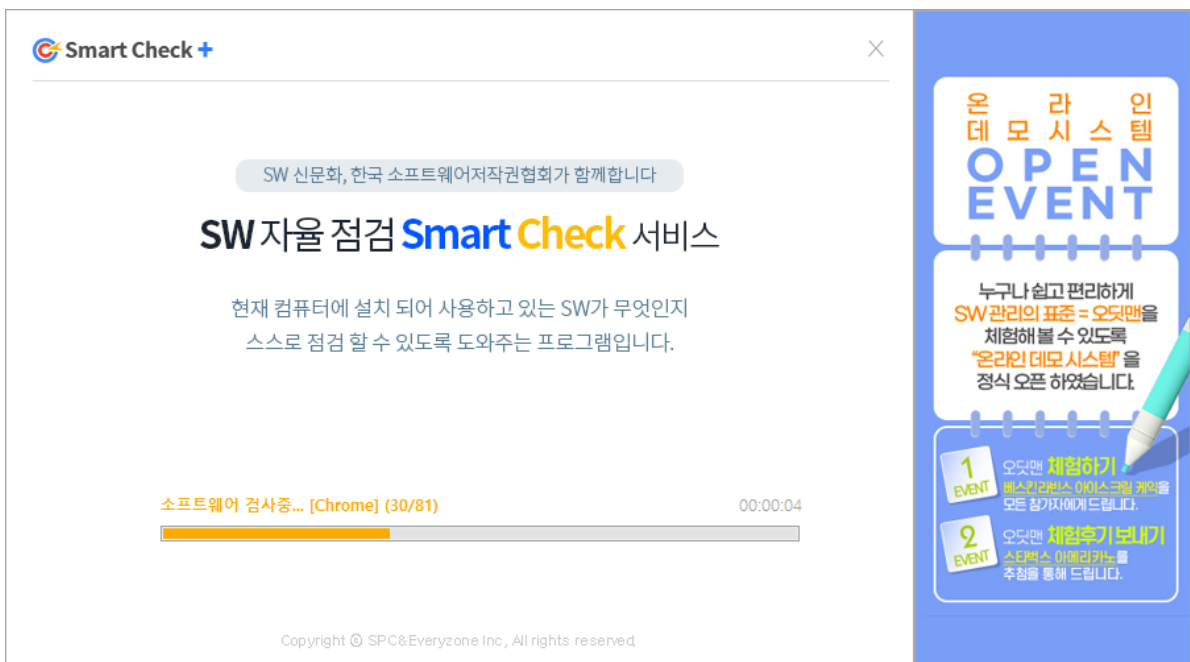 Smart Check +
SW 신문화, 한국 소프트웨어저작권협회가 함께합니다
SW 자율 점검 Smart Check 서비스
현재 컴퓨터에 설치 되어 사용하고 있는 SW가 무엇인지
스스로 점검 할 수 있도록 도와주는 프로그램입니다.
소프트웨어 검사중... [Chrome] (30/81)
00:00:04
Copyright ⓒ SPC&Everyzone Inc, All rights reserved.
온 라 인
데 모 시 스 템
OPEN
EVENT
누구나 쉽고 편리하게
SW 관리의 표준 = 오딧맨을
체험해 볼 수 있도록
"온라인 데모 시스템" 을
정식 오픈 하였습니다.
1
EVENT
오딧맨 체험하기
베스킨라빈스 아이스크림 케익을
모든 참가자에게 드립니다.
2
EVENT
오딧맨 체험후기 보내기
스타벅스 아메리카노를
추첨을 통해 드립니다.